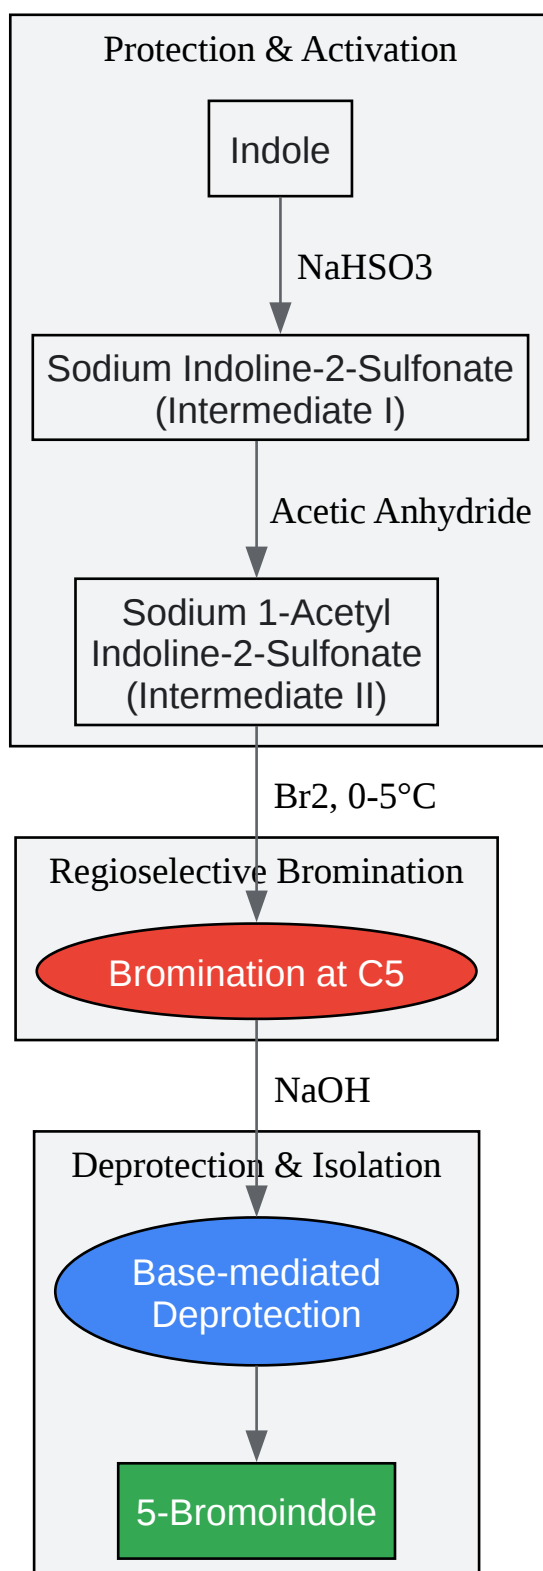 Protection & Activation
Indole
NaHSO3
Sodium Indoline-2-Sulfonate
(Intermediate I)
Acetic Anhydride
Sodium 1-Acetyl
Indoline-2-Sulfonate
(Intermediate II)
Br2, 0-5°C
Regioselective Bromination
Bromination at C5
NaOH
Deprotection & Isolation
Base-mediated
Deprotection
5-Bromoindole